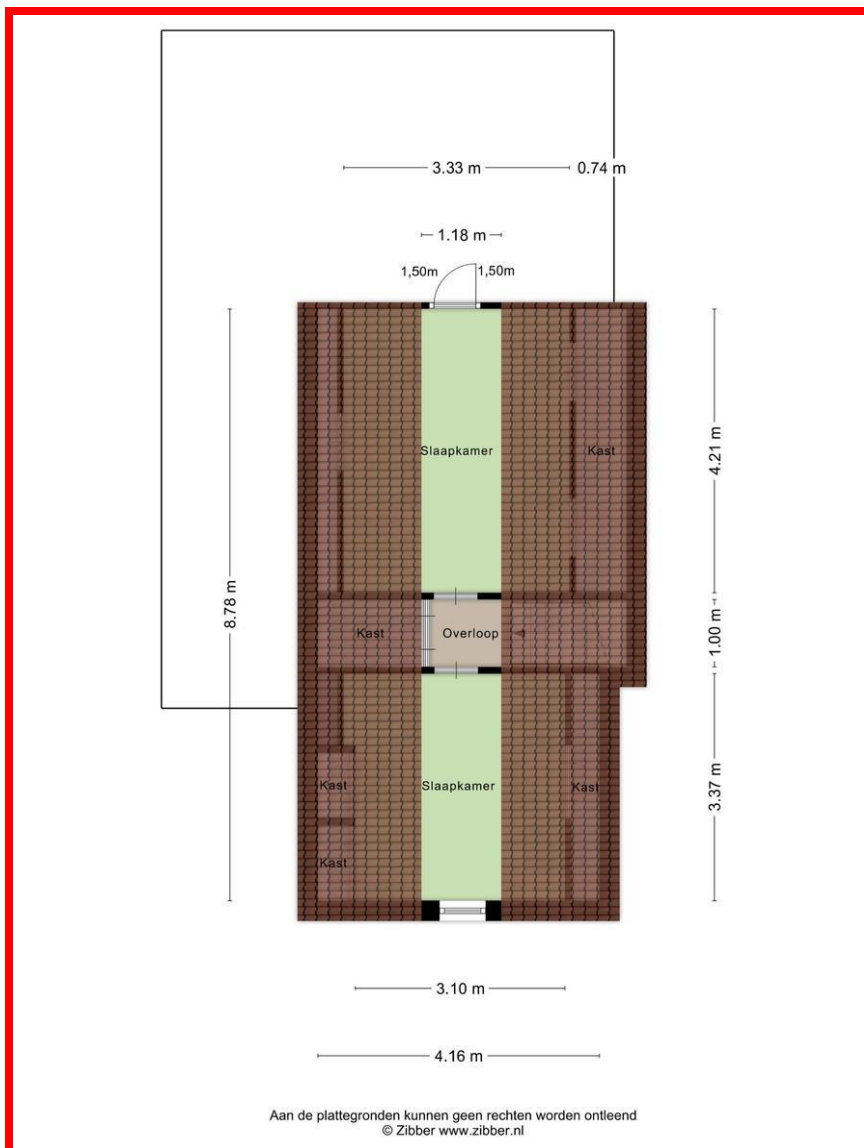 3.33 m 0.74 m
1.18 m
1,50m 1,50m
Slaapkamer
Kast
4.21 m
8.78 m
Kast
Overloop
1.00 m
Kast
Slaapkamer
Kast
3.37 m
Kast
3.10 m
4.16 m
Aan de plattegronden kunnen geen rechten worden ontleend
© Zibber www.zibber.nl